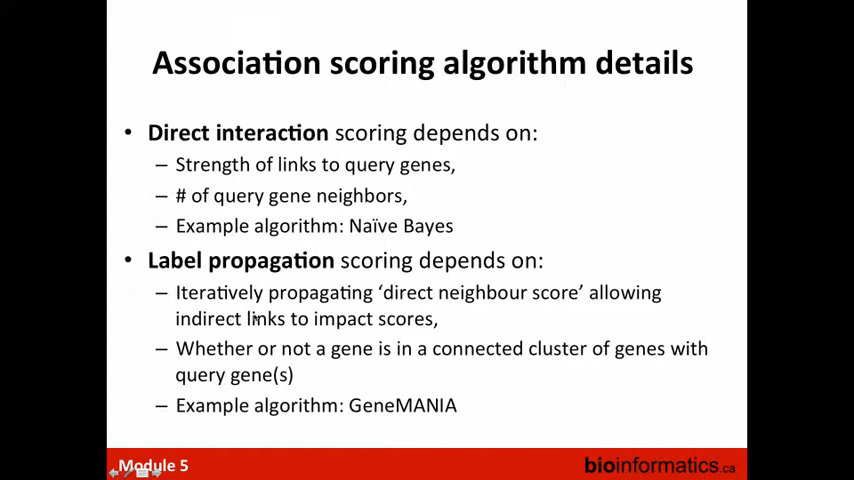 Association scoring algorithm details
• Direct interaction scoring depends on:
– Strength of links to query genes,
– # of query gene neighbors,
– Example algorithm: Naïve Bayes
• Label propagation scoring depends on:
– Iteratively propagating ‘direct neighbour score’ allowing
indirect links to impact scores,
– Whether or not a gene is in a connected cluster of genes with
query gene(s)
– Example algorithm: GeneMANIA
Module 5
bioinformatics.ca